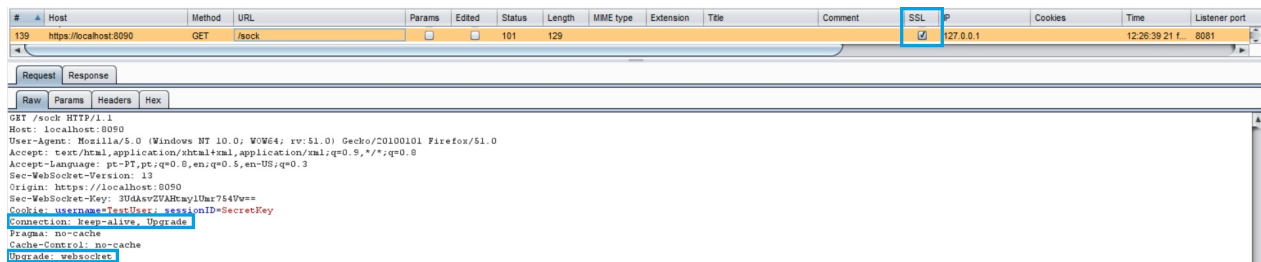 # Host Method URL Params Edited Status Length MIME type Extension Title Comment SSL IP Cookies Time Listener port
139 https://localhost:8090 GET /sock 101 129 127.0.0.1 12:26:39 21 f... 8081
Request Response
Raw Params Headers Hex
GET /sock HTTP/1.1
Host: localhost:8090
User-Agent: Mozilla/5.0 (Windows NT 10.0; WOW64; rv:51.0) Gecko/20100101 Firefox/51.0
Accept: text/html,application/xhtml+xml,application/xml;q=0.9,*/*;q=0.8
Accept-Language: pt-PT,pt;q=0.8,en;q=0.5,en-US;q=0.3
Sec-WebSocket-Version: 13
Origin: https://localhost:8090
Sec-WebSocket-Key: 3UdAsvZVAHtmylUmr754Vw==
Cookie: username=TestUser; sessionID=SecretKey
Connection: keep-alive, Upgrade
Pragma: no-cache
Cache-Control: no-cache
Upgrade: websocket